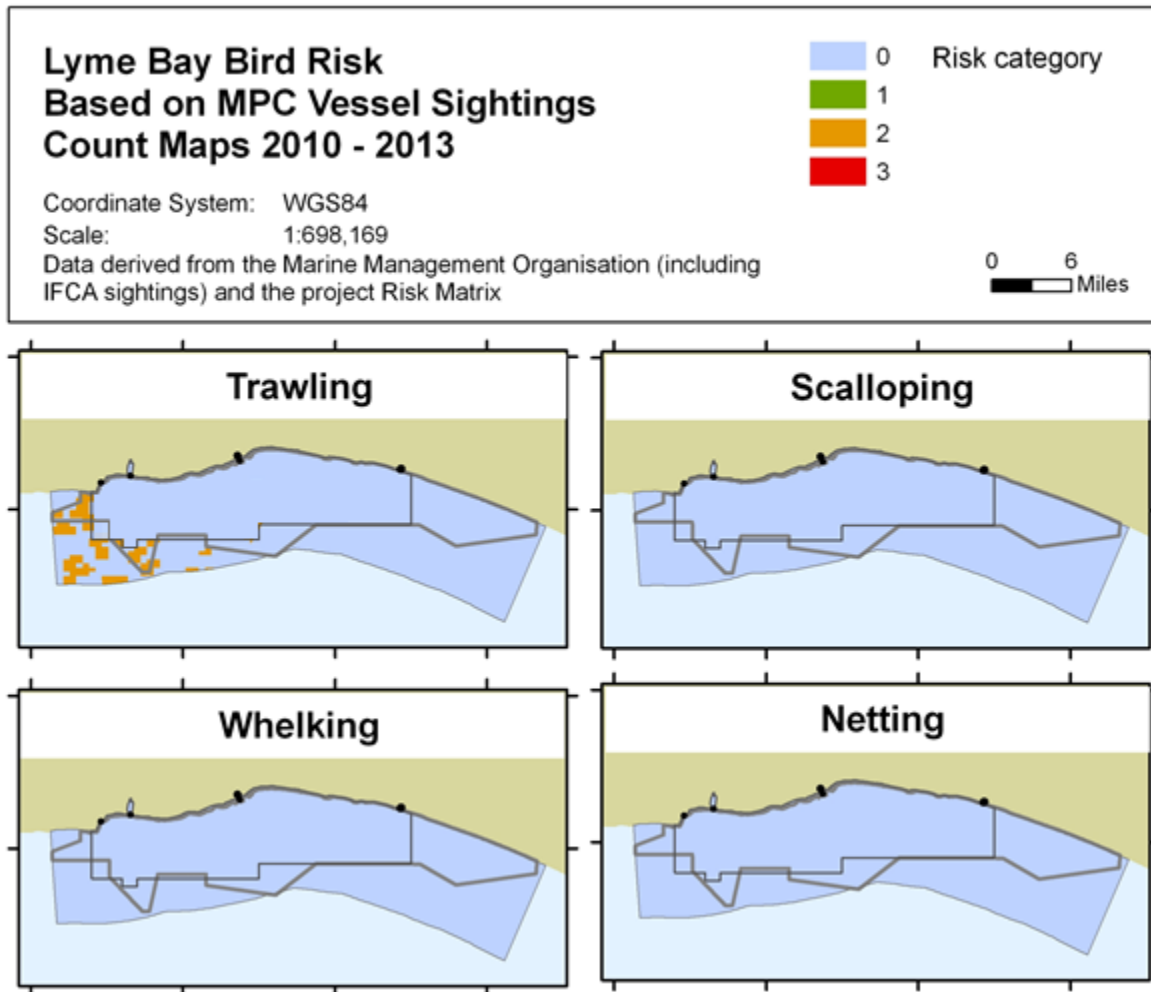 Lyme Bay Bird Risk
Based on MPC Vessel Sightings
Count Maps 2010 - 2013
Coordinate System: WGS84
Scale: 1:698,169
Data derived from the Marine Management Organisation (including
IFCA sightings) and the project Risk Matrix
0 Risk category
1
2
3
0 6
Miles
Trawling
Scalloping
Whelking
Netting